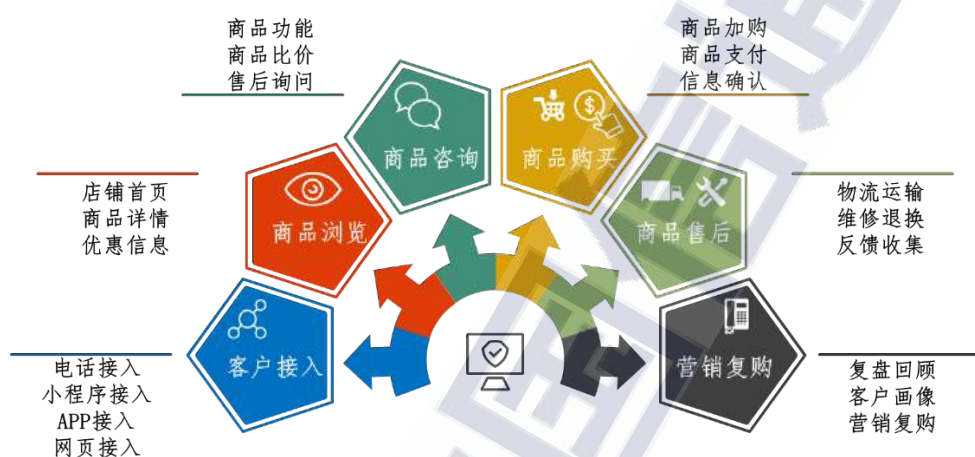 商品功能
商品比价
售后询问
商品加购
商品支付
信息确认
商品咨询
商品购买
店铺首页
商品详情
优惠信息
商品浏览
商品售后
物流运输
维修退换
反馈收集
电话接入
小程序接入
APP接入
网页接入
客户接入
营销复购
复盘回顾
客户画像
营销复购